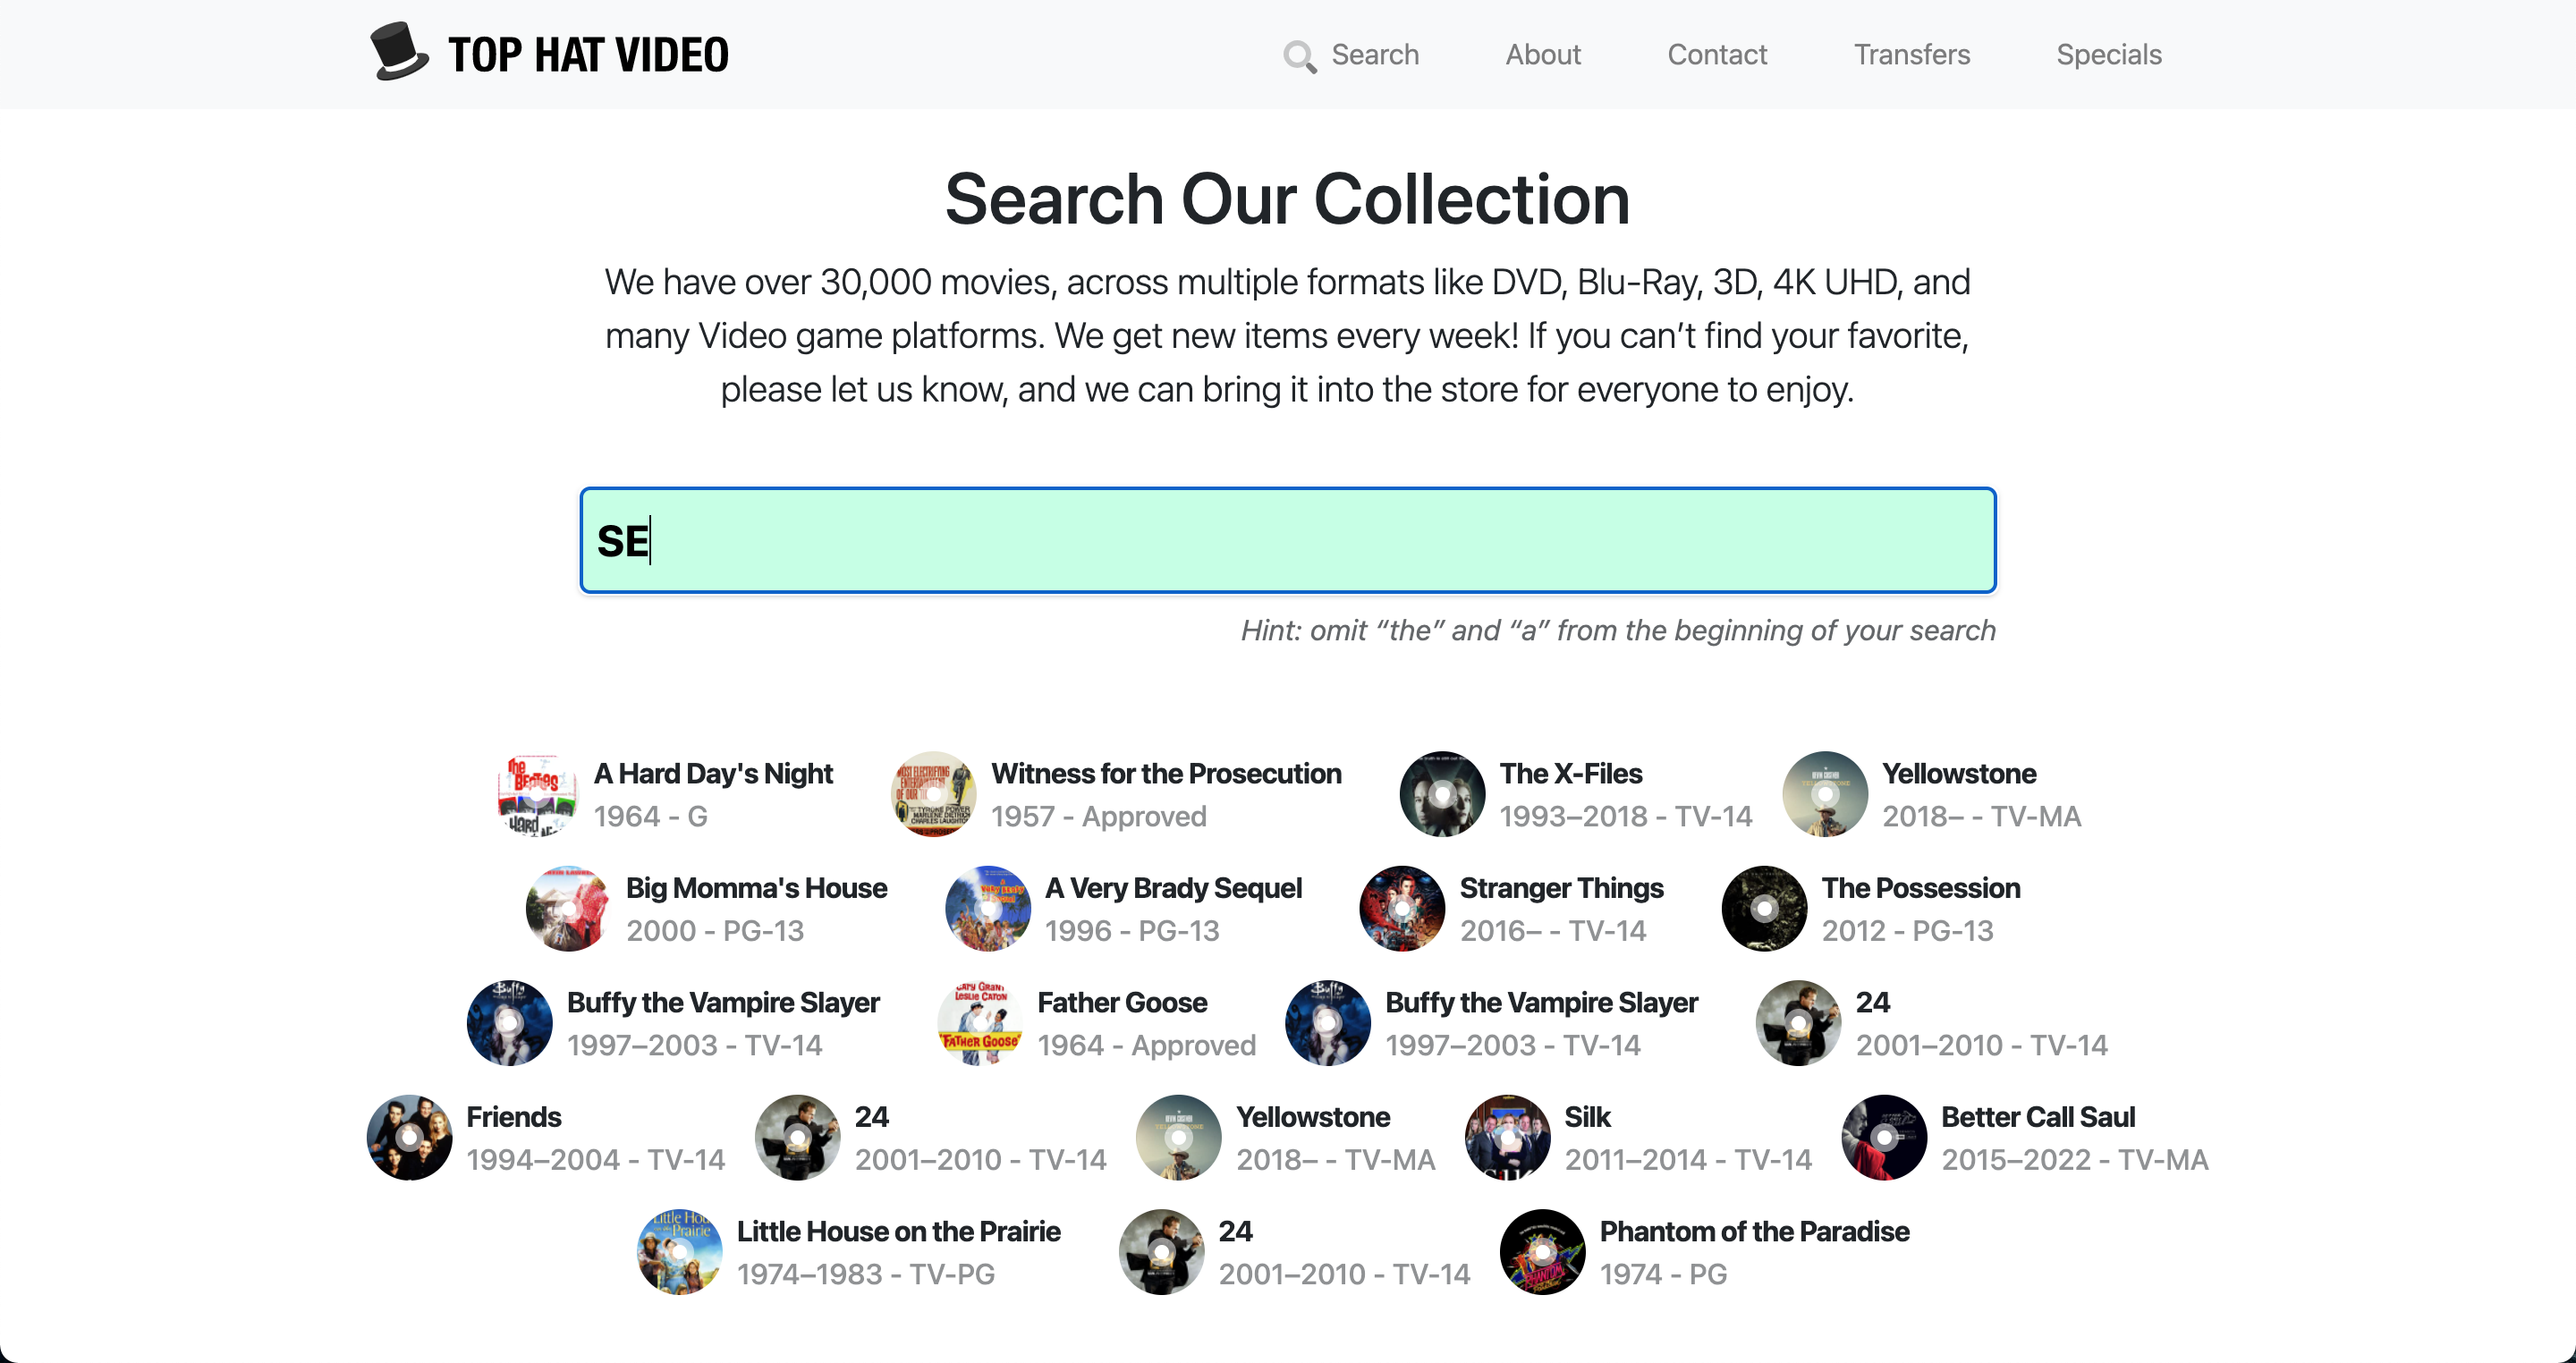 TOP HAT VIDEO
Search
About
Contact
Transfers
Specials
Search Our Collection
We have over 30,000 movies, across multiple formats like DVD, Blu-Ray, 3D, 4K UHD, and
many Video game platforms. We get new items every week! If you can’t find your favorite,
please let us know, and we can bring it into the store for everyone to enjoy.
SE
Hint: omit “the” and “a” from the beginning of your search
A Hard Day's Night
1964 - G
Witness for the Prosecution
1957 - Approved
The X-Files
1993–2018 - TV-14
Yellowstone
2018– - TV-MA
Big Momma's House
2000 - PG-13
A Very Brady Sequel
1996 - PG-13
Stranger Things
2016– - TV-14
The Possession
2012 - PG-13
Buffy the Vampire Slayer
1997–2003 - TV-14
Father Goose
1964 - Approved
Buffy the Vampire Slayer
1997–2003 - TV-14
24
2001–2010 - TV-14
Friends
1994–2004 - TV-14
24
2001–2010 - TV-14
Yellowstone
2018– - TV-MA
Silk
2011–2014 - TV-14
Better Call Saul
2015–2022 - TV-MA
Little House on the Prairie
1974–1983 - TV-PG
24
2001–2010 - TV-14
Phantom of the Paradise
1974 - PG